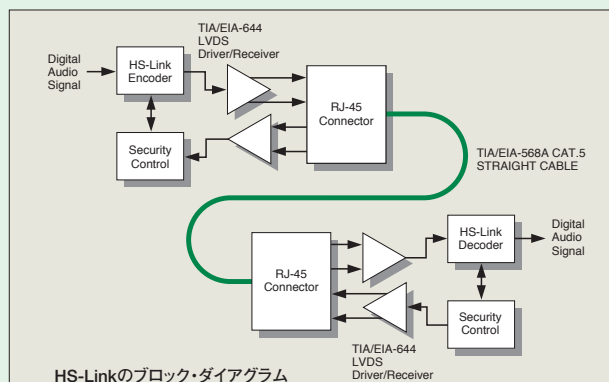 TIA/EIA-644
LVDS
Driver/Receiver
Digital
Audio
Signal
HS-Link
Encoder
RJ-45
Connector
Security
Control
TIA/EIA-568A CAT.5
STRAIGHT CABLE
RJ-45
Connector
HS-Link
Decoder
Digital
Audio
Signal
Security
Control
TIA/EIA-644
LVDS
Driver/Receiver
HS-Linkのブロック・ダイアグラム